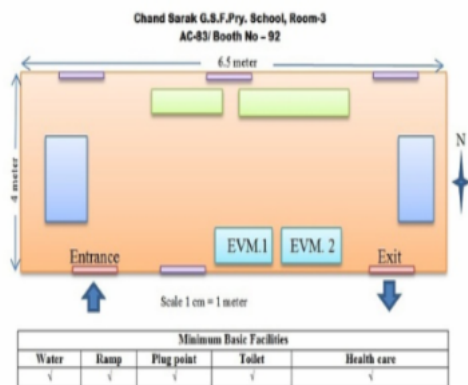 Chand Sarak G.S.F.Pry. School, Room-3
AC-83/ Booth No – 92
6.5 meter
4 meter
N
EVM.1 EVM. 2
Entrance Exit
Scale 1 cm = 1 meter
Minimum Basic Facilities
Water Ramp Plug point Toilet Health care
√ √ √ √ √